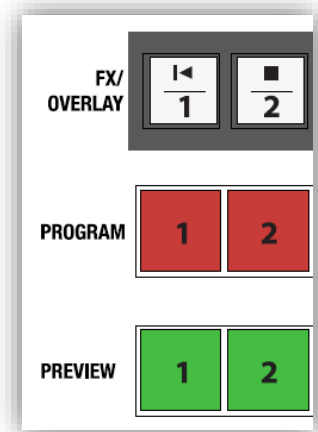 FX/
OVERLAY
1 2
PROGRAM 1 2
PREVIEW 1 2